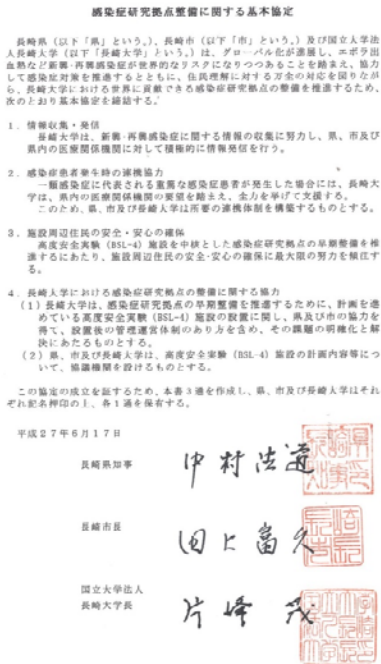 感染症研究拠点整備に関する基本協定
長崎県（以下「県」という。）、長崎市（以下「市」という。）及び国立大学法
人長崎大学（以下「長崎大学」という。）は、グローバル化が進展し、エボラ出
血熱など新興・再興感染症が世界的なリスクになりつつあることを踏まえ、協力
して感染症対策を推進するとともに、住民理解に対する万全の対応を図りなが
ら、長崎大学における世界に貢献できる感染症研究拠点の整備を推進するため、
次のとおり基本協定を締結する。
1．情報収集・発信
長崎大学は、新興・再興感染症に関する情報の収集に努力し、県、市及び
県内の医療関係機関に対して積極的に情報発信を行う。
2．感染症患者発生時の連携協力
一類感染症に代表される重篤な感染症患者が発生した場合には、長崎大
学は、県内の医療関係機関の要望を踏まえ、全力を挙げて支援する。
このため、県、市及び長崎大学は所要の連携体制を構築するものとする。
3．施設周辺住民の安全・安心の確保
高度安全実験（BSL-4）施設を中核とした感染症研究拠点の早期整備を推
進するにあたり、施設周辺住民の安全・安心の確保に最大限の努力を傾注す
る。
4．長崎大学における感染症研究拠点の整備に関する協力
（1）長崎大学は、感染症研究拠点の早期整備を推進するために、計画を進
めている高度安全実験（BSL-4）施設の設置に関し、県及び市の協力を
得て、設置後の管理運営体制のあり方を含め、その課題の明確化と解
決にあたるものとする。
（2）県、市及び長崎大学は、高度安全実験（BSL-4）施設の計画内容等につ
いて、協議機関を設けるものとする。
この協定の成立を証するため、本書3通を作成し、県、市及び長崎大学はそれ
ぞれ記名押印の上、各1通を保有する。
平成27年6月17日
長崎県知事 中村法道
長崎市長 田上富久
国立大学法人
長崎大学長 片峰茂